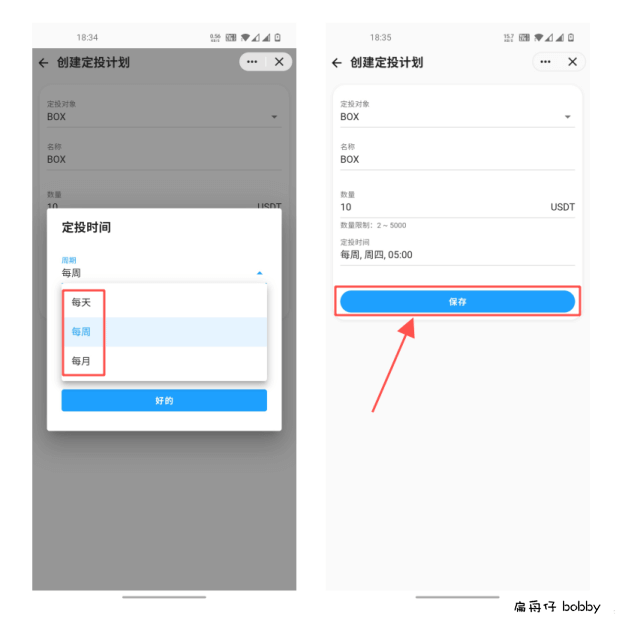 18:34
创建定投计划
定投对象
BOX
名称
BOX
数量
10
USDT
定投时间
周期
每周
每天
每周
每月
好的
18:35
创建定投计划
定投对象
BOX
名称
BOX
数量
10
USDT
数量限制：2 ~ 5000
定投时间
每周, 周四, 05:00
保存
bobby